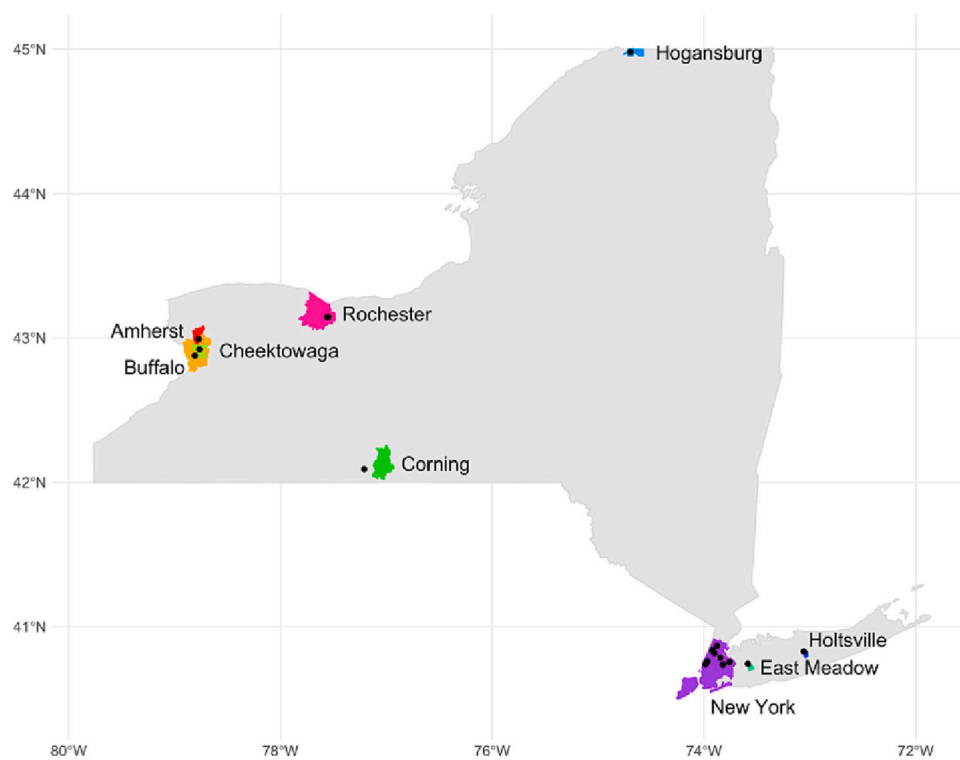 45°N
Hogansburg
44°N
Rochester
Amherst
43°N
Cheektowaga
Buffalo
Corning
42°N
41°N
Holtsville
East Meadow
New York
80°W
78°W
76°W
74°W
72°W